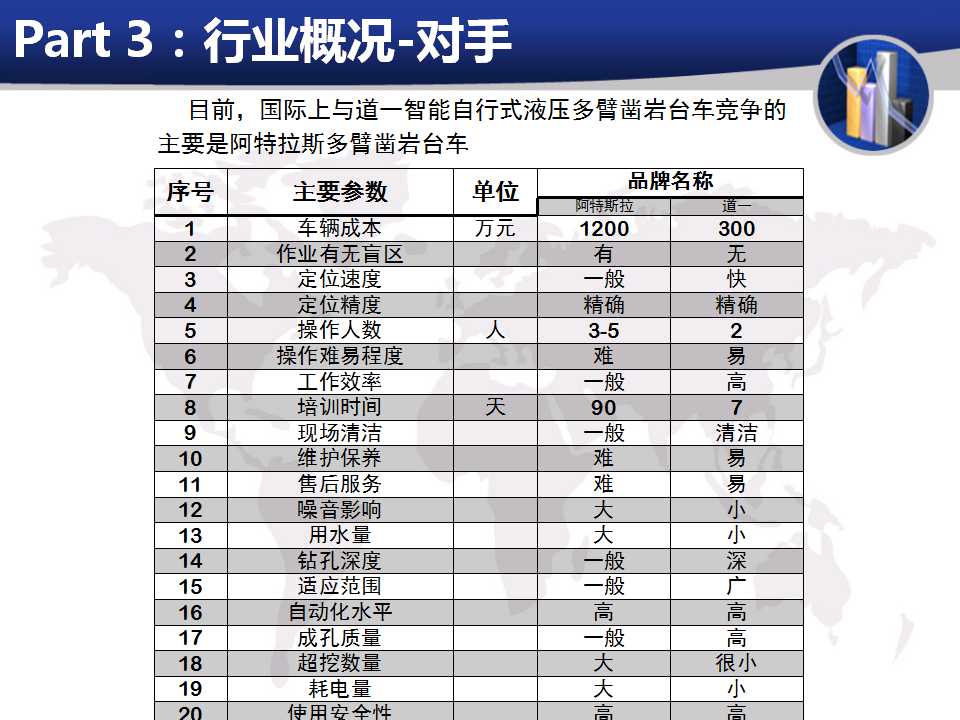 Part 3：行业概况-对手
目前，国际上与道一智能自行式液压多臂凿岩台车竞争的
主要是阿特拉斯多臂凿岩台车
序号 主要参数 单位 品牌名称
阿特斯拉 道一
1 车辆成本 万元 1200 300
2 作业有无盲区 有 无
3 定位速度 一般 快
4 定位精度 精确 精确
5 操作人数 人 3-5 2
6 操作难易程度 难 易
7 工作效率 一般 高
8 培训时间 天 90 7
9 现场清洁 一般 清洁
10 维护保养 难 易
11 售后服务 难 易
12 噪音影响 大 小
13 用水量 大 小
14 钻孔深度 一般 深
15 适应范围 一般 广
16 自动化水平 高 高
17 成孔质量 一般 高
18 超挖数量 大 很小
19 耗电量 大 小
20 使用安全性 高 高